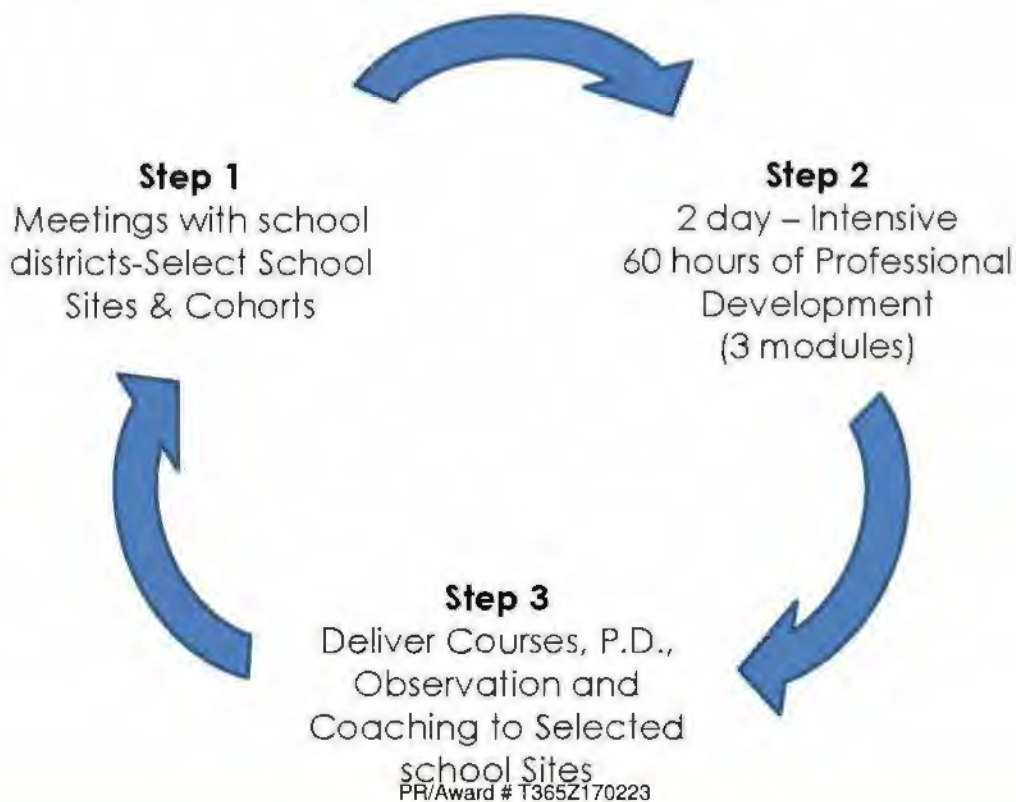 Step 1
Meetings with school
districts-Select School
Sites & Cohorts
Step 2
2 day – Intensive
60 hours of Professional
Development
(3 modules)
Step 3
Deliver Courses, P.D.,
Observation and
Coaching to Selected
school Sites
PR/Award # T365Z170223